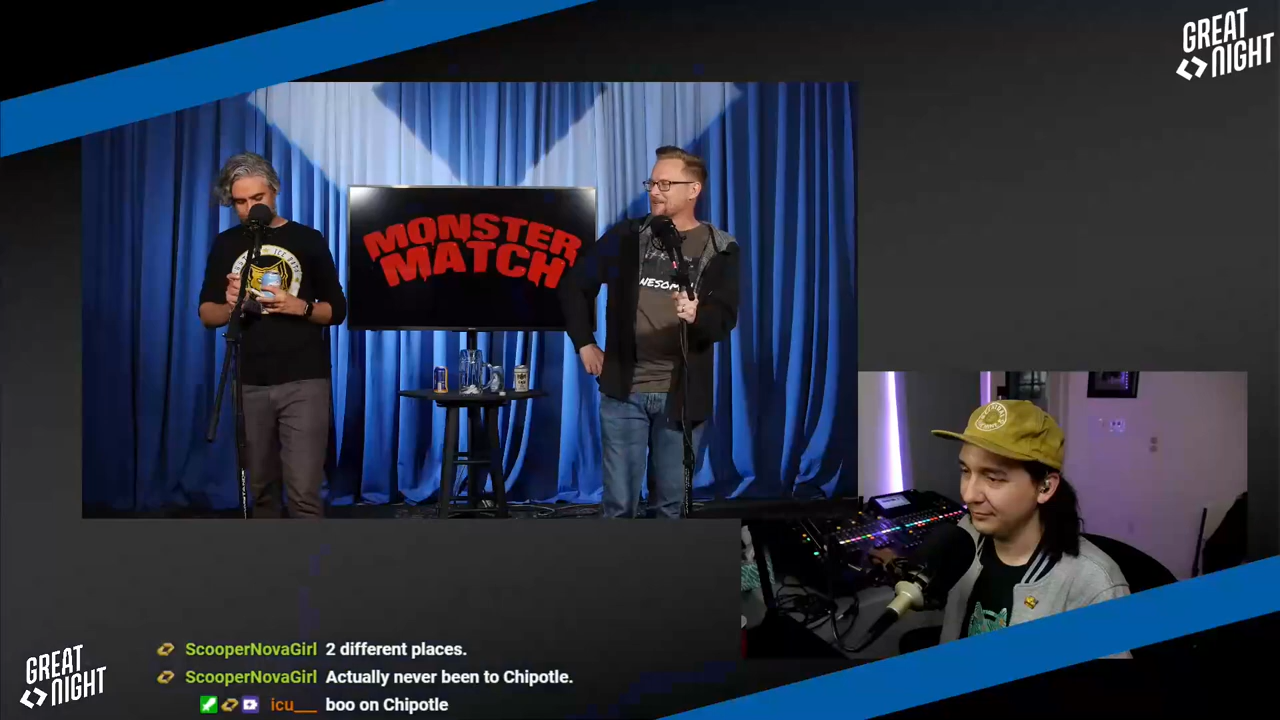 GREAT
NIGHT
MONSTER
MATCH
GREAT
NIGHT
ScooperNovaGirl 2 different places.
ScooperNovaGirl Actually never been to Chipotle.
icu___ boo on Chipotle